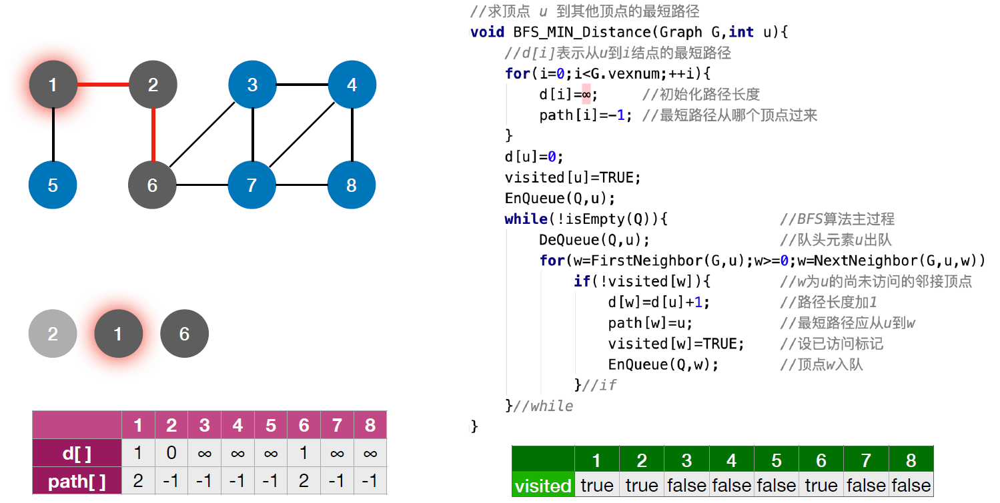 1 2 3 4
5 6 7 8
2 1 6
1 2 3 4 5 6 7 8
d[ ] 1 0 ∞ ∞ ∞ 1 ∞ ∞
path[ ] 2 -1 -1 -1 -1 2 -1 -1
//求顶点 u 到其他顶点的最短路径
void BFS_MIN_Distance(Graph G,int u){
//d[i]表示从u到i结点的最短路径
for(i=0;i<G.vexnum;++i){
d[i]=∞; //初始化路径长度
path[i]=-1; //最短路径从哪个顶点过来
}
d[u]=0;
visited[u]=TRUE;
EnQueue(Q,u);
while(!isEmpty(Q)){ //BFS算法主过程
DeQueue(Q,u); //队头元素u出队
for(w=FirstNeighbor(G,u);w>=0;w=NextNeighbor(G,u,w))
if(!visited[w]){ //w为u的尚未访问的邻接顶点
d[w]=d[u]+1; //路径长度加1
path[w]=u; //最短路径应从u到w
visited[w]=TRUE; //设已访问标记
EnQueue(Q,w); //顶点w入队
}//if
}//while
}
1 2 3 4 5 6 7 8
visited true true false false false true false false